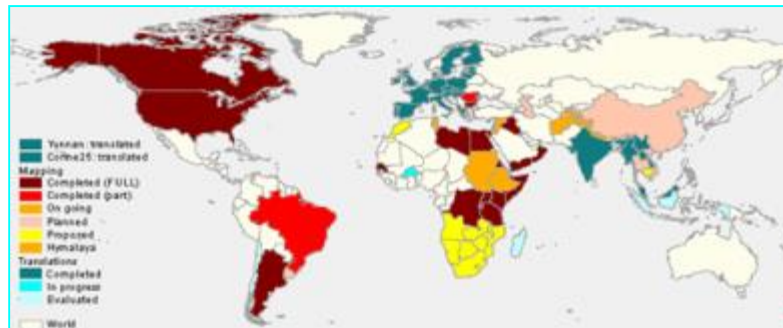 Yunnan: translated
Corine25: translated
Mapping
Completed (FULL)
Completed (part)
On going
Planned
Proposed
Hymalaya
Translations
Completed
In progress
Evaluated
World